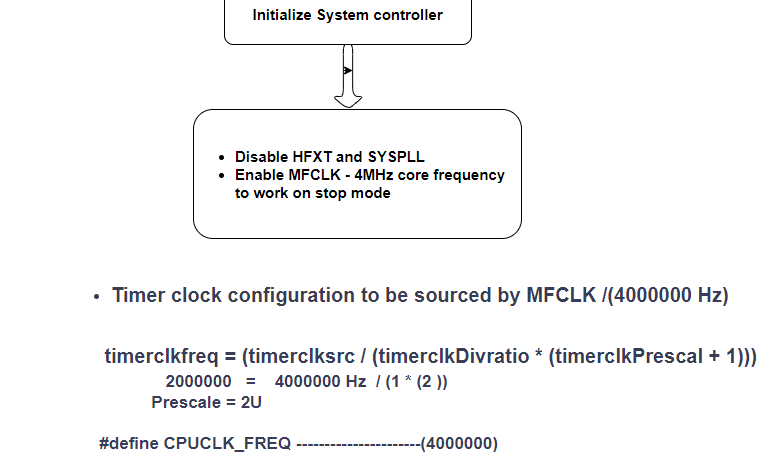 Initialize System controller
• Disable HFXT and SYSPLL
• Enable MFCLK - 4MHz core frequency
to work on stop mode
• Timer clock configuration to be sourced by MFCLK /(4000000 Hz)
timerclkfreq = (timerclksrc / (timerclkDivratio * (timerclkPrescal + 1)))
2000000 = 4000000 Hz / (1 * (2 ))
Prescale = 2U
#define CPUCLK_FREQ ----------------------(4000000)